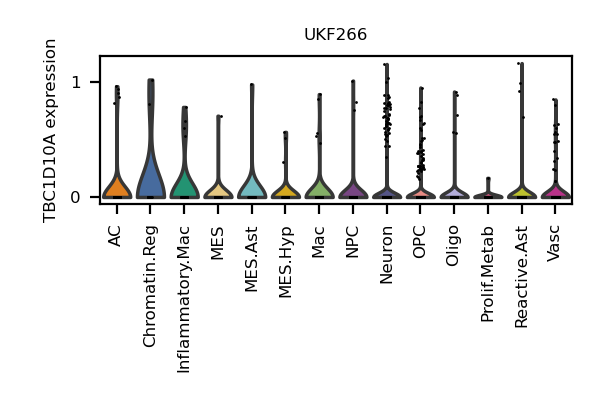 UKF266
TBC1D10A expression
1
0
AC
Chromatin.Reg
Inflammatory.Mac
MES
MES.Ast
MES.Hyp
Mac
NPC
Neuron
OPC
Oligo
Prolif.Metab
Reactive.Ast
Vasc